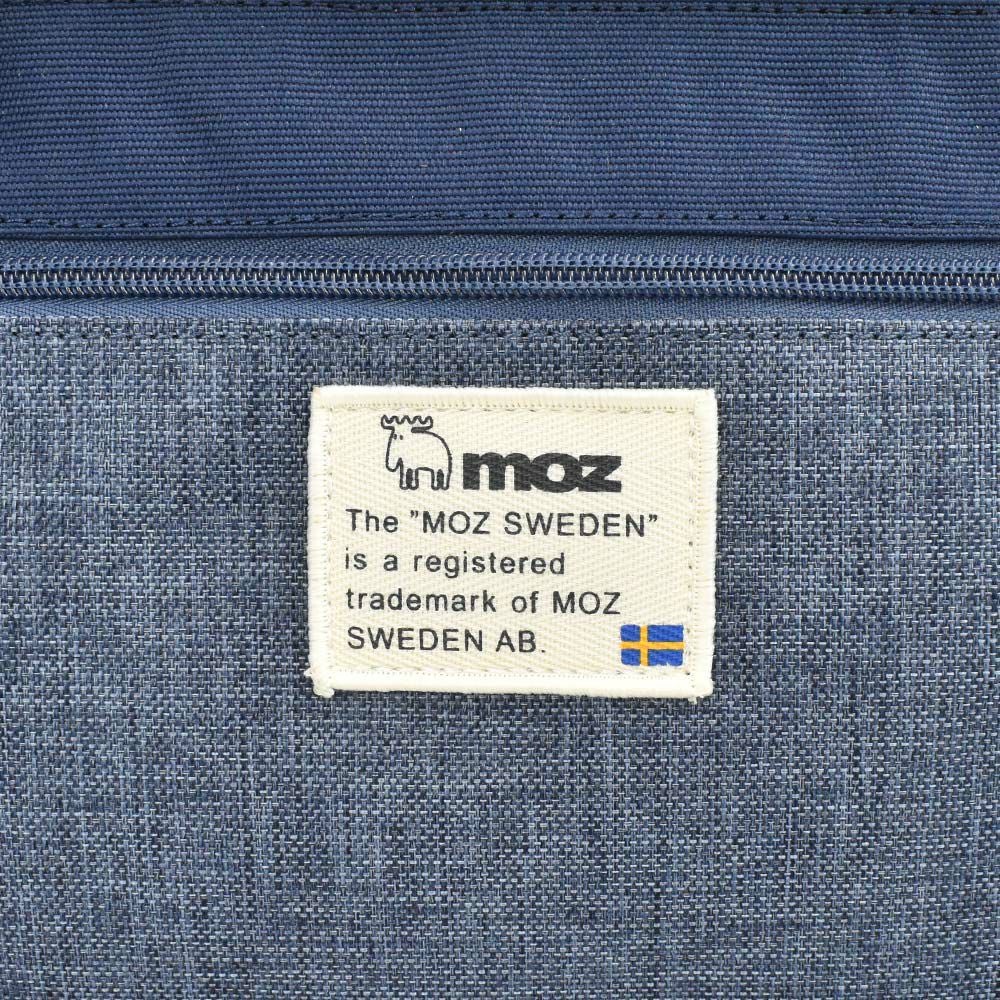 moz
The "MOZ SWEDEN"
is a registered
trademark of MOZ
SWEDEN AB.